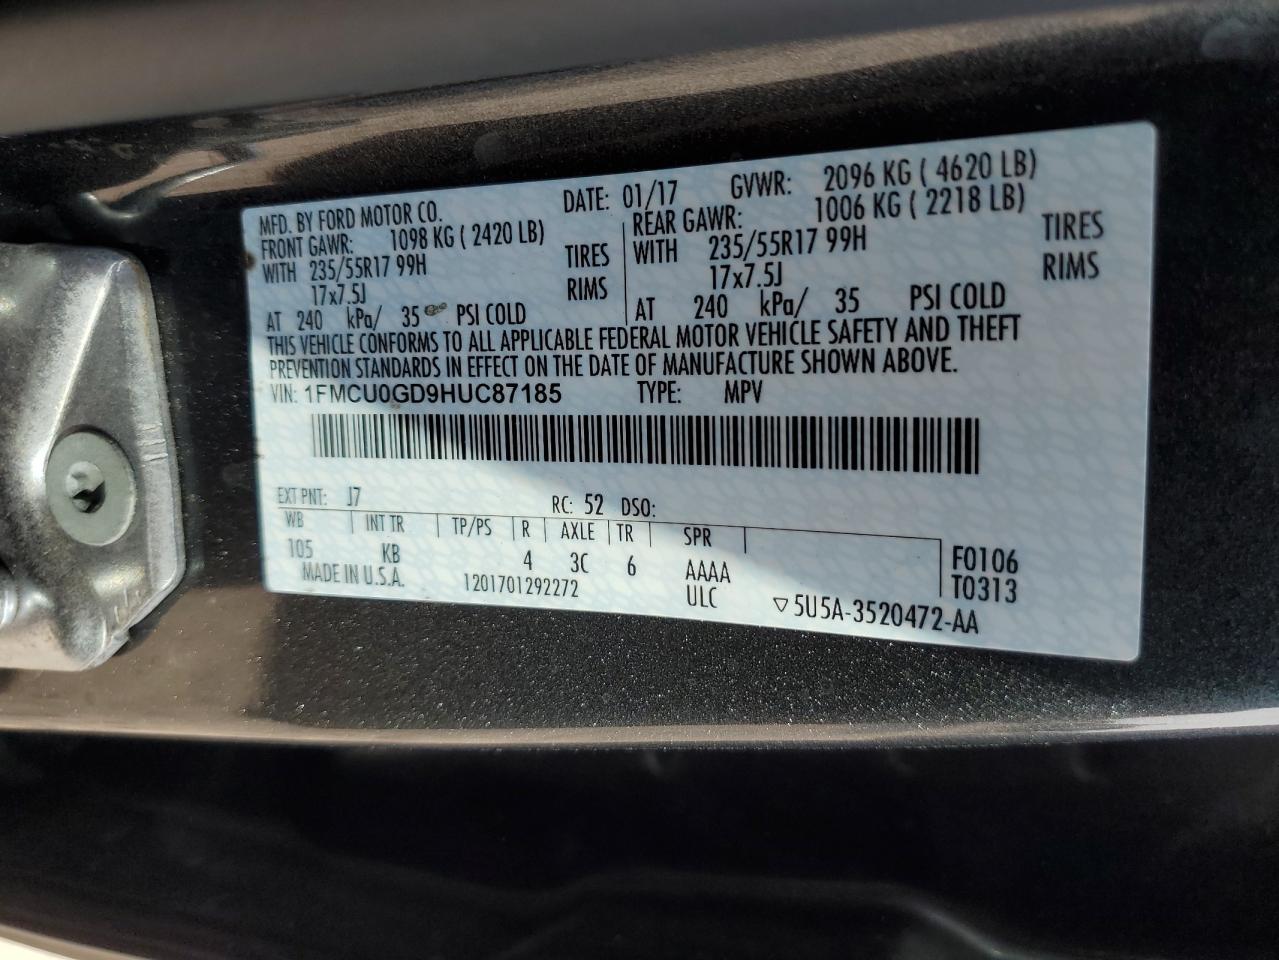 MFD. BY FORD MOTOR CO. DATE: 01/17 GVWR: 2096 KG ( 4620 LB)
FRONT GAWR: 1098 KG ( 2420 LB) REAR GAWR: 1006 KG ( 2218 LB)
WITH 235/55R17 99H TIRES WITH 235/55R17 99H TIRES
17x7.5J RIMS 17x7.5J RIMS
AT 240 kPa/ 35 PSI COLD AT 240 kPa/ 35 PSI COLD
THIS VEHICLE CONFORMS TO ALL APPLICABLE FEDERAL MOTOR VEHICLE SAFETY AND THEFT
PREVENTION STANDARDS IN EFFECT ON THE DATE OF MANUFACTURE SHOWN ABOVE.
VIN: 1FMCU0GD9HUC87185 TYPE: MPV
EXT PNT: J7 RC: 52 DSO:
WB INT TR TP/PS R AXLE TR SPR
105 KB 4 3C 6 AAAA F0106
MADE IN U.S.A. 1201701292272 ULC T0313
▽5U5A-3520472-AA